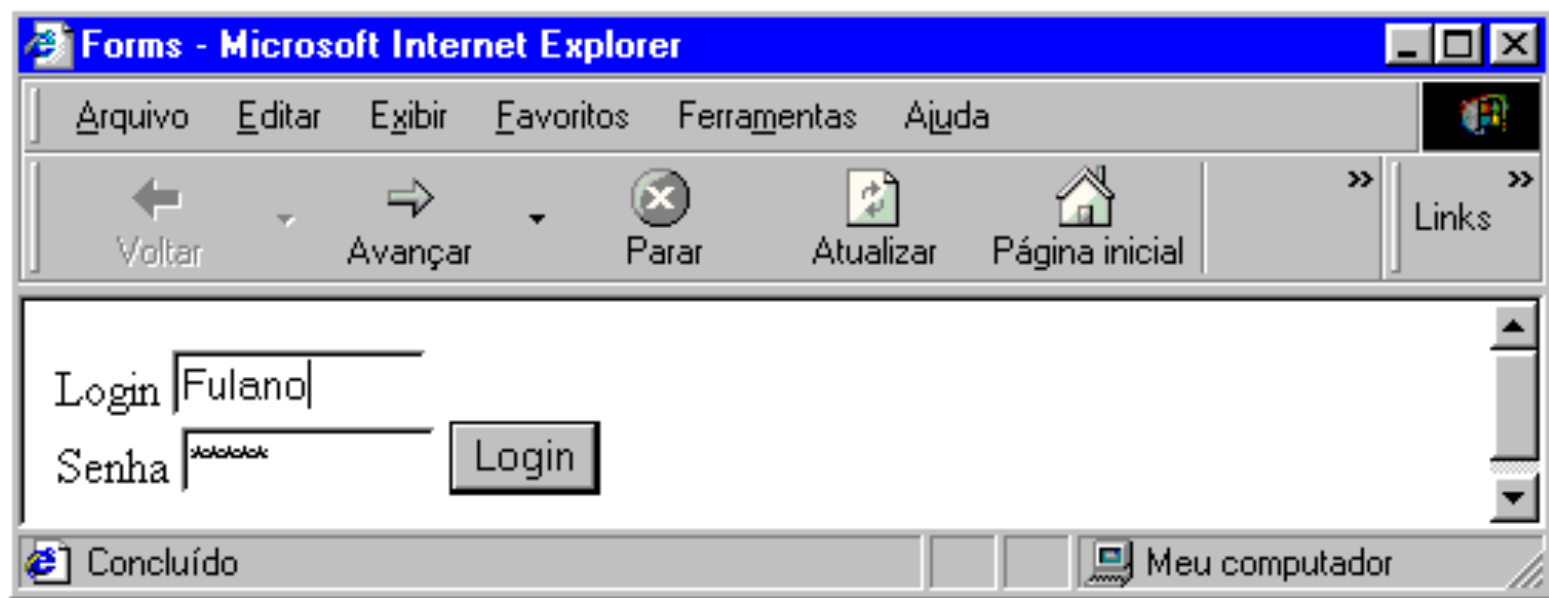 Forms - Microsoft Internet Explorer
Arquivo Editar Exibir Favoritos Ferramentas Ajuda
Voltar Avançar Parar Atualizar Página inicial » Links »
Login Fulano
Senha ****** Login
Concluído Meu computador